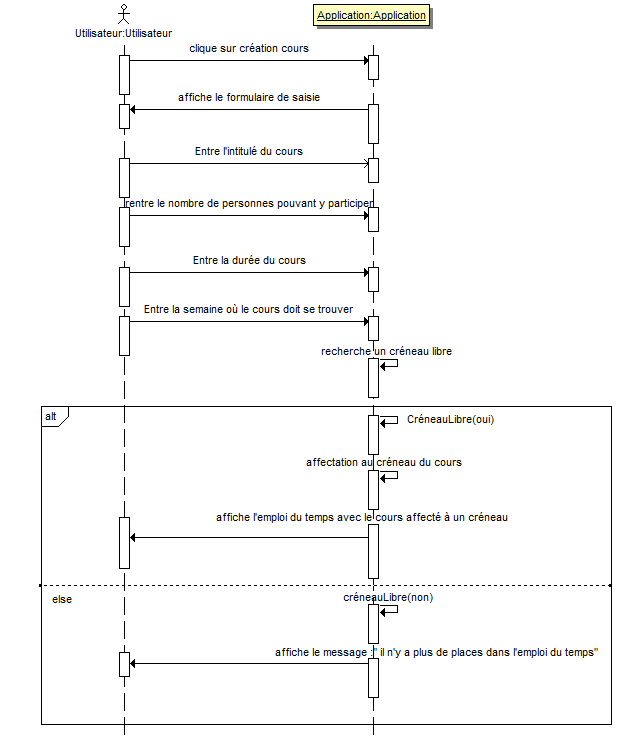 Utilisateur:Utilisateur
Application:Application
clique sur création cours
affiche le formulaire de saisie
Entre l'intitulé du cours
rentre le nombre de personnes pouvant y participer
Entre la durée du cours
Entre la semaine où le cours doit se trouver
recherche un créneau libre
alt
CréneauLibre(oui)
affectation au créneau du cours
affiche l'emploi du temps avec le cours affecté à un créneau
else
créneauLibre(non)
affiche le message :" il n'y a plus de places dans l'emploi du temps"